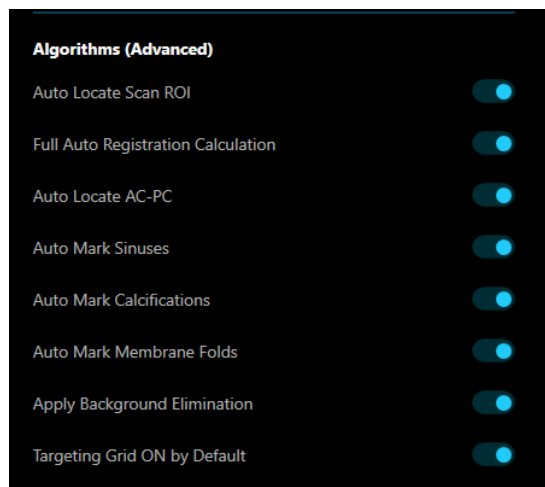 Algorithms (Advanced)
Auto Locate Scan ROI
Full Auto Registration Calculation
Auto Locate AC-PC
Auto Mark Sinuses
Auto Mark Calcifications
Auto Mark Membrane Folds
Apply Background Elimination
Targeting Grid ON by Default